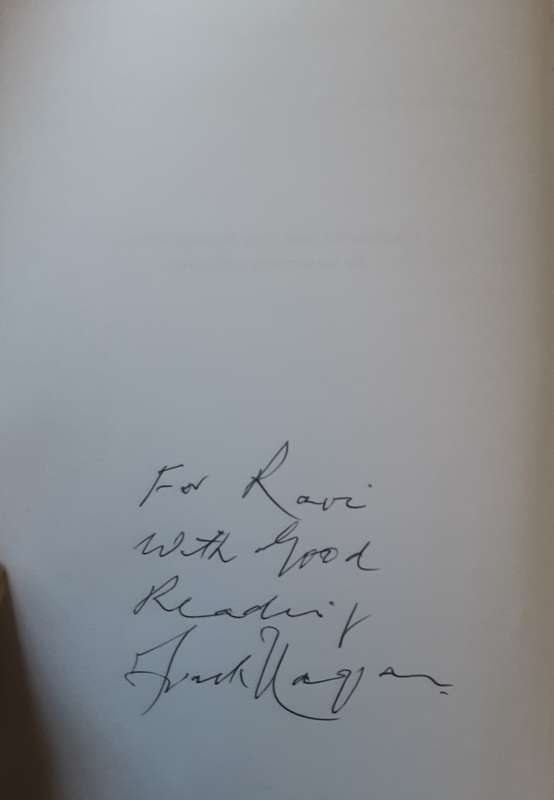 For Ravi
With Good
Reading